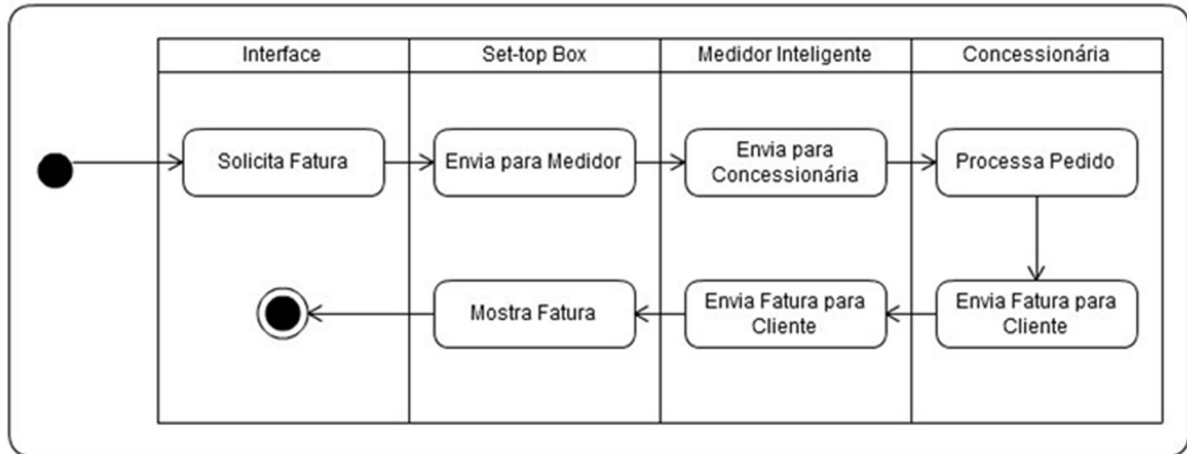 Interface
Set-top Box
Medidor Inteligente
Concessionária
Solicita Fatura
Envia para Medidor
Envia para
Concessionária
Processa Pedido
Mostra Fatura
Envia Fatura para
Cliente
Envia Fatura para
Cliente